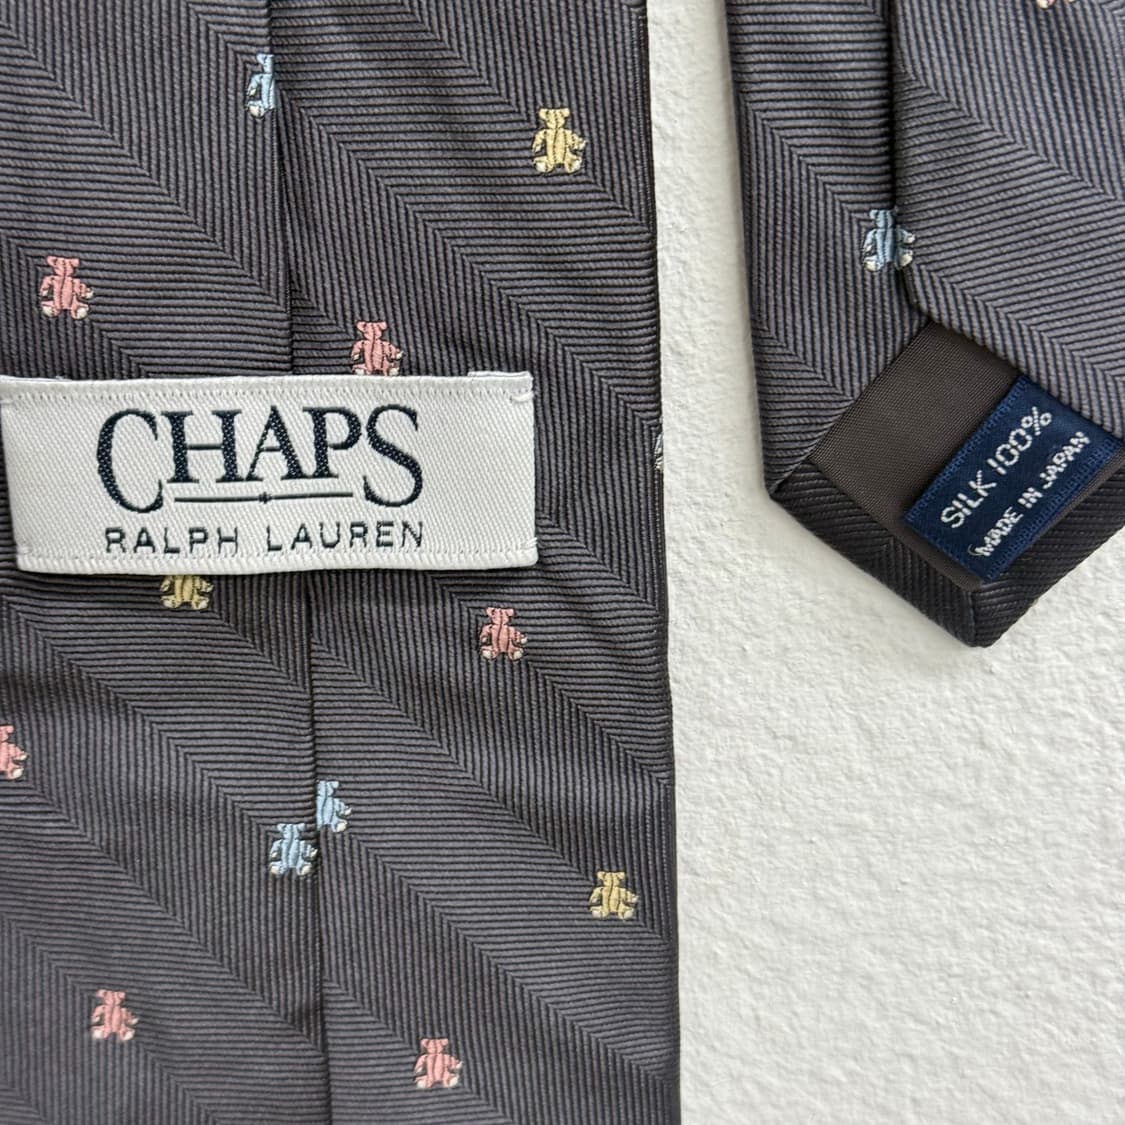 CHAPS
RALPH LAUREN
SILK 100%
MADE IN JAPAN